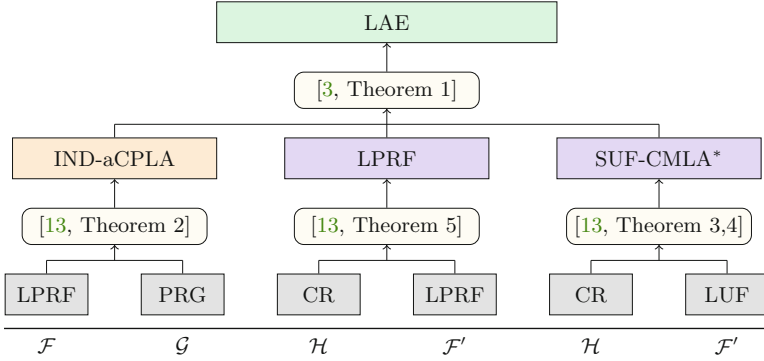 LAE
[3, Theorem 1]
IND-aCPLA LPRF SUF-CMLA*
[13, Theorem 2] [13, Theorem 5] [13, Theorem 3,4]
LPRF PRG CR LPRF CR LUF
ℱ 𝒢 ℋ ℱ′ ℋ ℱ′